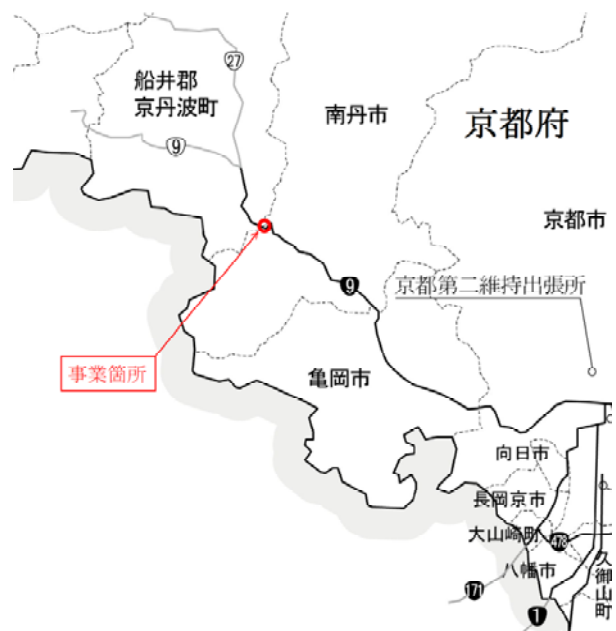 27
船井郡
京丹波町
南丹市
京都府
9
京都市
9
京都第二維持出張所
事業箇所
亀岡市
向日市
長岡京市
大山崎町
478
八幡市
久御山町
171
1